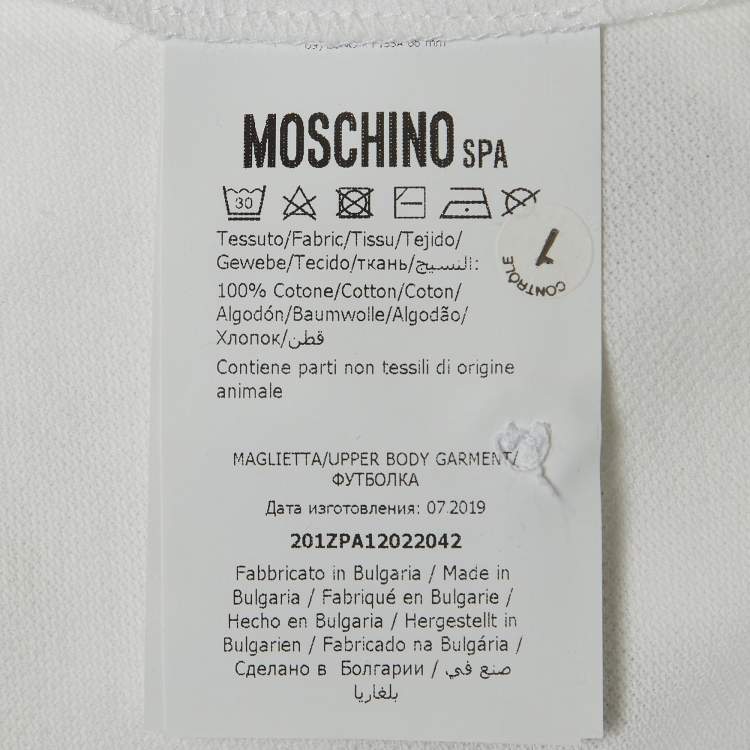 MOSCHINO SPA
30
Tessuto/Fabric/Tissu/Tejido/
Gewebe/Tecido/ткань/النسيج:
1
CONTRÔLE
100% Cotone/Cotton/Coton/
Algodón/Baumwolle/Algodão/
Хлопок/قطن
Contiene parti non tessili di origine
animale
MAGLIETTA/UPPER BODY GARMENT/
ФУТБОЛКА
Дата изготовления: 07.2019
201ZPA12022042
Fabbricato in Bulgaria / Made in
Bulgaria / Fabriqué en Bulgarie /
Hecho en Bulgaria / Hergestellt in
Bulgarien / Fabricado na Bulgária /
Сделано в Болгарии / صنع في
بلغاريا